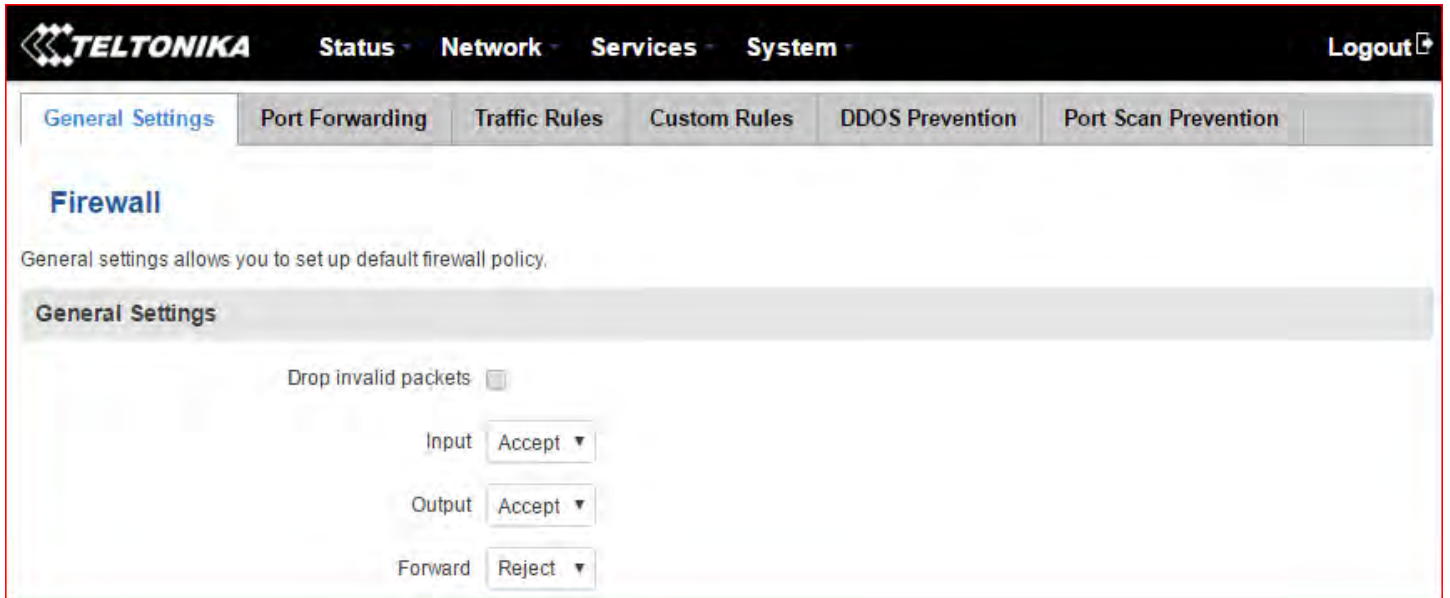 TELTONIKA Status Network Services System Logout
General Settings Port Forwarding Traffic Rules Custom Rules DDOS Prevention Port Scan Prevention
Firewall
General settings allows you to set up default firewall policy.
General Settings
Drop invalid packets
Input Accept
Output Accept
Forward Reject